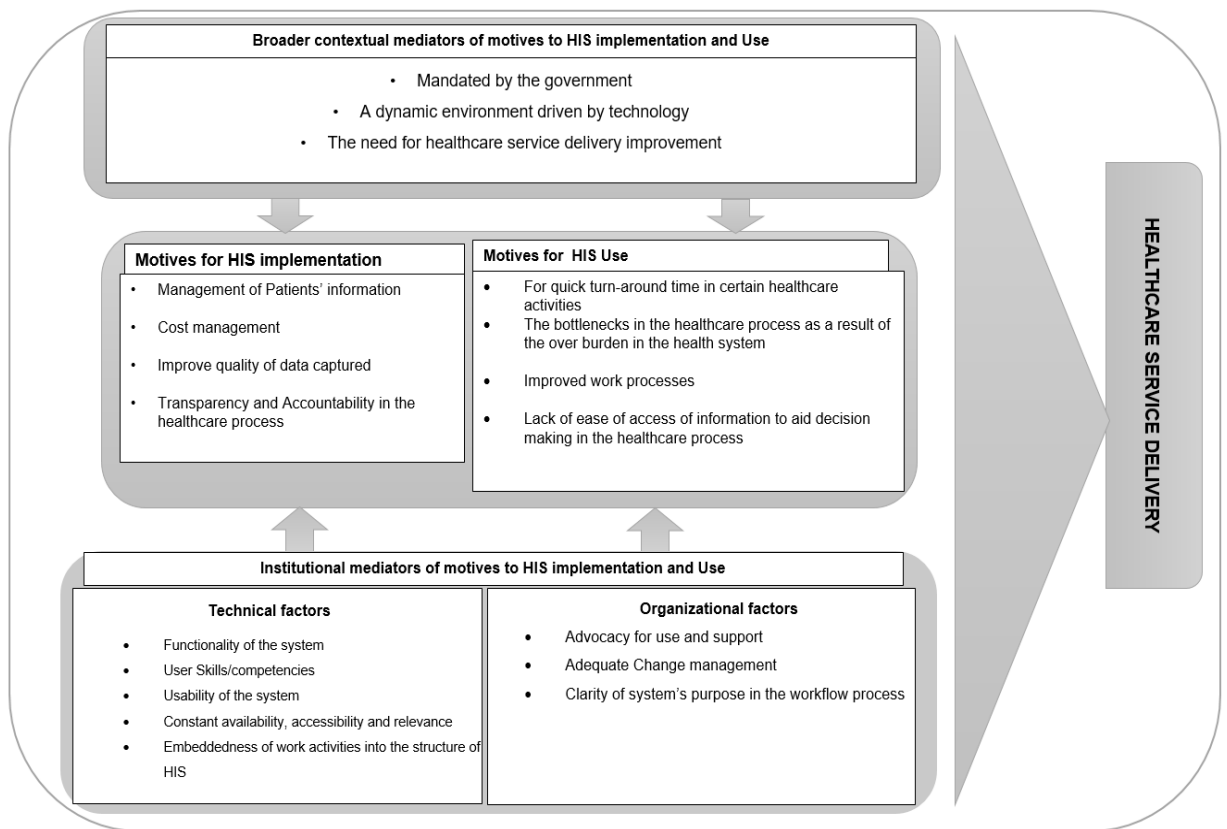 Broader contextual mediators of motives to HIS implementation and Use
• Mandated by the government
• A dynamic environment driven by technology
• The need for healthcare service delivery improvement
Motives for HIS implementation
• Management of Patients’ information
• Cost management
• Improve quality of data captured
• Transparency and Accountability in the
healthcare process
Motives for HIS Use
• For quick turn-around time in certain healthcare
activities
• The bottlenecks in the healthcare process as a result of
the over burden in the health system
• Improved work processes
• Lack of ease of access of information to aid decision
making in the healthcare process
Institutional mediators of motives to HIS implementation and Use
Technical factors
• Functionality of the system
• User Skills/competencies
• Usability of the system
• Constant availability, accessibility and relevance
• Embeddedness of work activities into the structure of
HIS
Organizational factors
• Advocacy for use and support
• Adequate Change management
• Clarity of system’s purpose in the workflow process
HEALTHCARE SERVICE DELIVERY